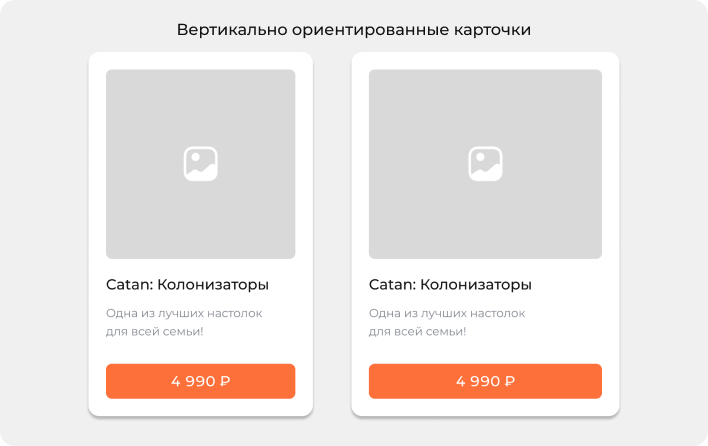 Вертикально ориентированные карточки
Catan: Колонизаторы
Одна из лучших настолок
для всей семьи!
4 990 ₽
Catan: Колонизаторы
Одна из лучших настолок
для всей семьи!
4 990 ₽